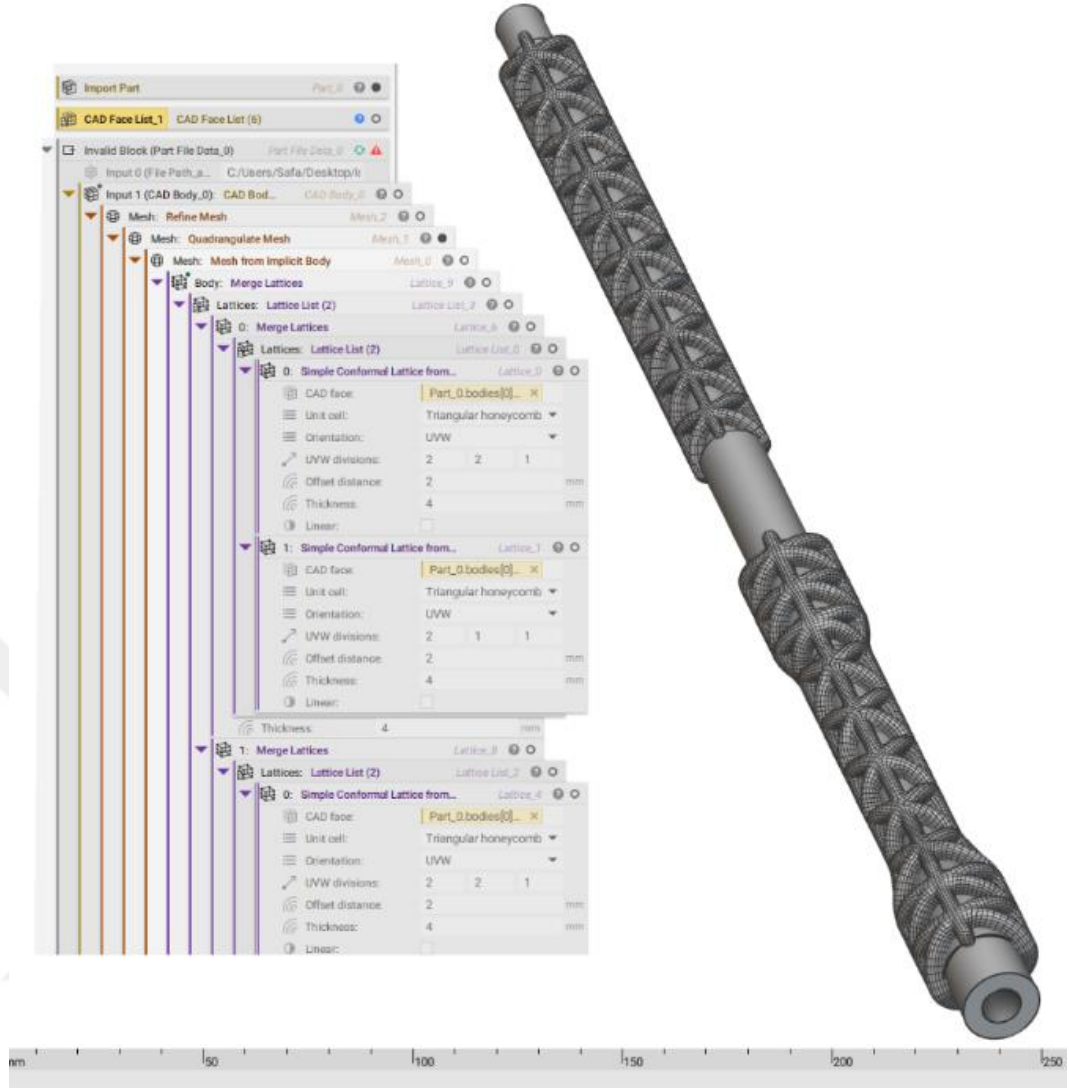 Import Part Part_0
CAD Face List_1 CAD Face List (6)
Invalid Block (Part File Data_0) Part File Data_0
Input 0 (File Path_a... C:/Users/Safa/Desktop/Ir
Input 1 (CAD Body_0): CAD Bod... CAD Body_0
Mesh: Refine Mesh Mesh_2
Mesh: Quadrangulate Mesh
Mesh: Mesh from Implicit Body Mesh_0
Body: Merge Lattices Lattice_9
Lattices: Lattice List (2)
0: Merge Lattices Lattice_6
Lattices: Lattice List (2) Lattice List_0
0: Simple Conformal Lattice from... Lattice_0
CAD face: Part_0.bodies[0]... ×
Unit cell: Triangular honeycomb
Orientation: UVW
UVW divisions: 2 2 1
Offset distance: 2 mm
Thickness: 4 mm
Linear:
1: Simple Conformal Lattice from... Lattice_1
CAD face: Part_0.bodies[0]... ×
Unit cell: Triangular honeycomb
Orientation: UVW
UVW divisions: 2 1 1
Offset distance: 2 mm
Thickness: 4 mm
Linear:
Thickness: 4 mm
1: Merge Lattices Lattice_8
Lattices: Lattice List (2) Lattice List_2
0: Simple Conformal Lattice from... Lattice_4
CAD face: Part_0.bodies[0]... ×
Unit cell: Triangular honeycomb
Orientation: UVW
UVW divisions: 2 2 1
Offset distance: 2 mm
Thickness: 4 mm
Linear:
mm 50 100 150 200 250